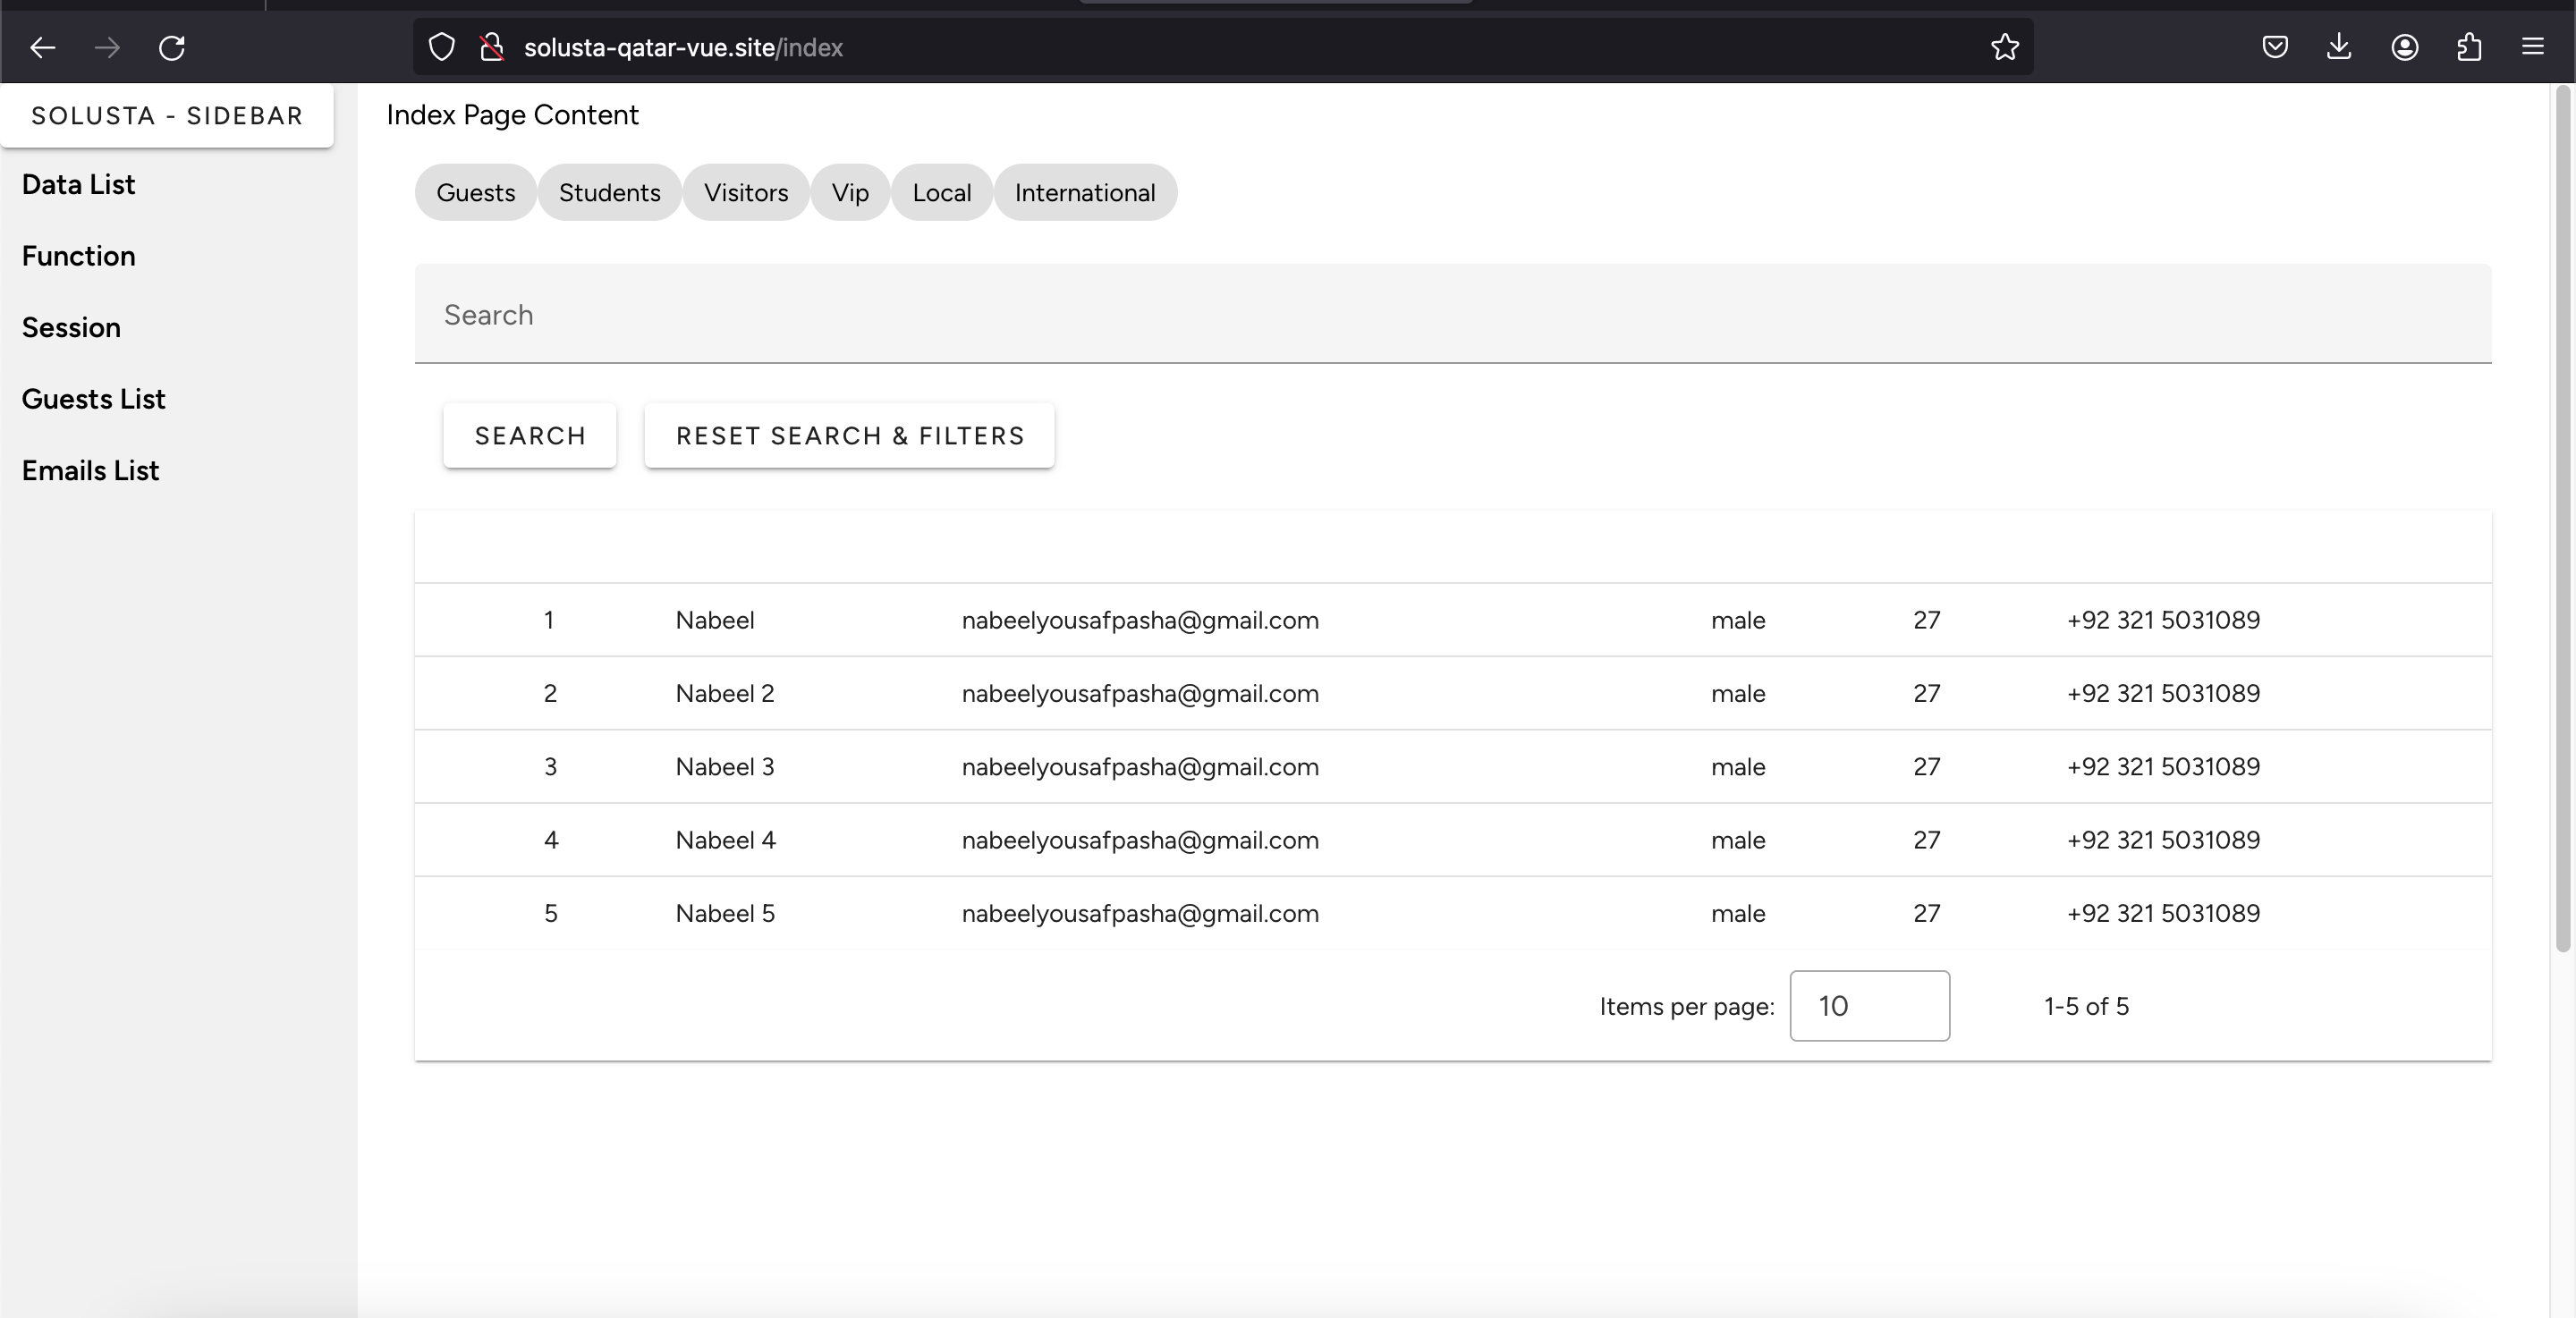 solusta-qatar-vue.site/index
SOLUSTA - SIDEBAR
Data List
Function
Session
Guests List
Emails List
Index Page Content
Guests Students Visitors Vip Local International
Search
SEARCH RESET SEARCH & FILTERS
1 Nabeel nabeelyousafpasha@gmail.com male 27 +92 321 5031089
2 Nabeel 2 nabeelyousafpasha@gmail.com male 27 +92 321 5031089
3 Nabeel 3 nabeelyousafpasha@gmail.com male 27 +92 321 5031089
4 Nabeel 4 nabeelyousafpasha@gmail.com male 27 +92 321 5031089
5 Nabeel 5 nabeelyousafpasha@gmail.com male 27 +92 321 5031089
Items per page: 10 1-5 of 5